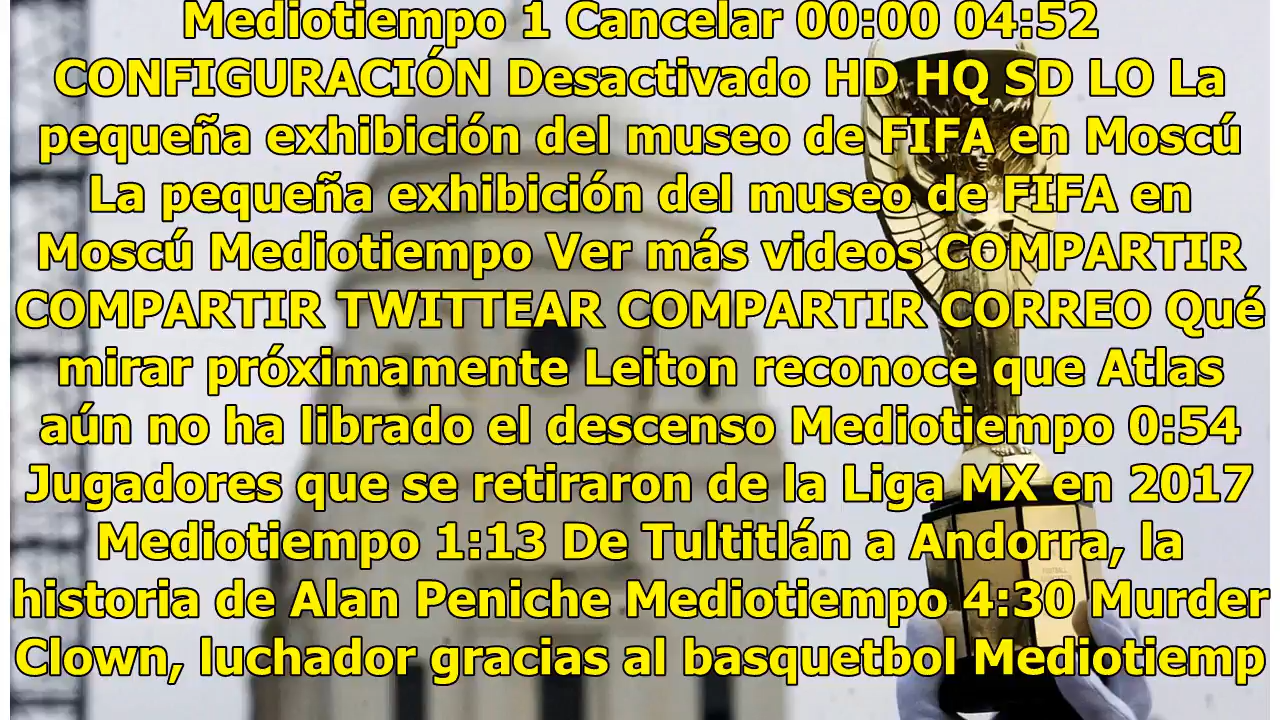 Mediotiempo 1 Cancelar 00:00 04:52
CONFIGURACIÓN Desactivado HD HQ SD LO La
pequeña exhibición del museo de FIFA en Moscú
La pequeña exhibición del museo de FIFA en
Moscú Mediotiempo Ver más videos COMPARTIR
COMPARTIR TWITTEAR COMPARTIR CORREO Qué
mirar próximamente Leiton reconoce que Atlas
aún no ha librado el descenso Mediotiempo 0:54
Jugadores que se retiraron de la Liga MX en 2017
Mediotiempo 1:13 De Tultitlán a Andorra, la
historia de Alan Peniche Mediotiempo 4:30 Murder
Clown, luchador gracias al basquetbol Mediotiemp